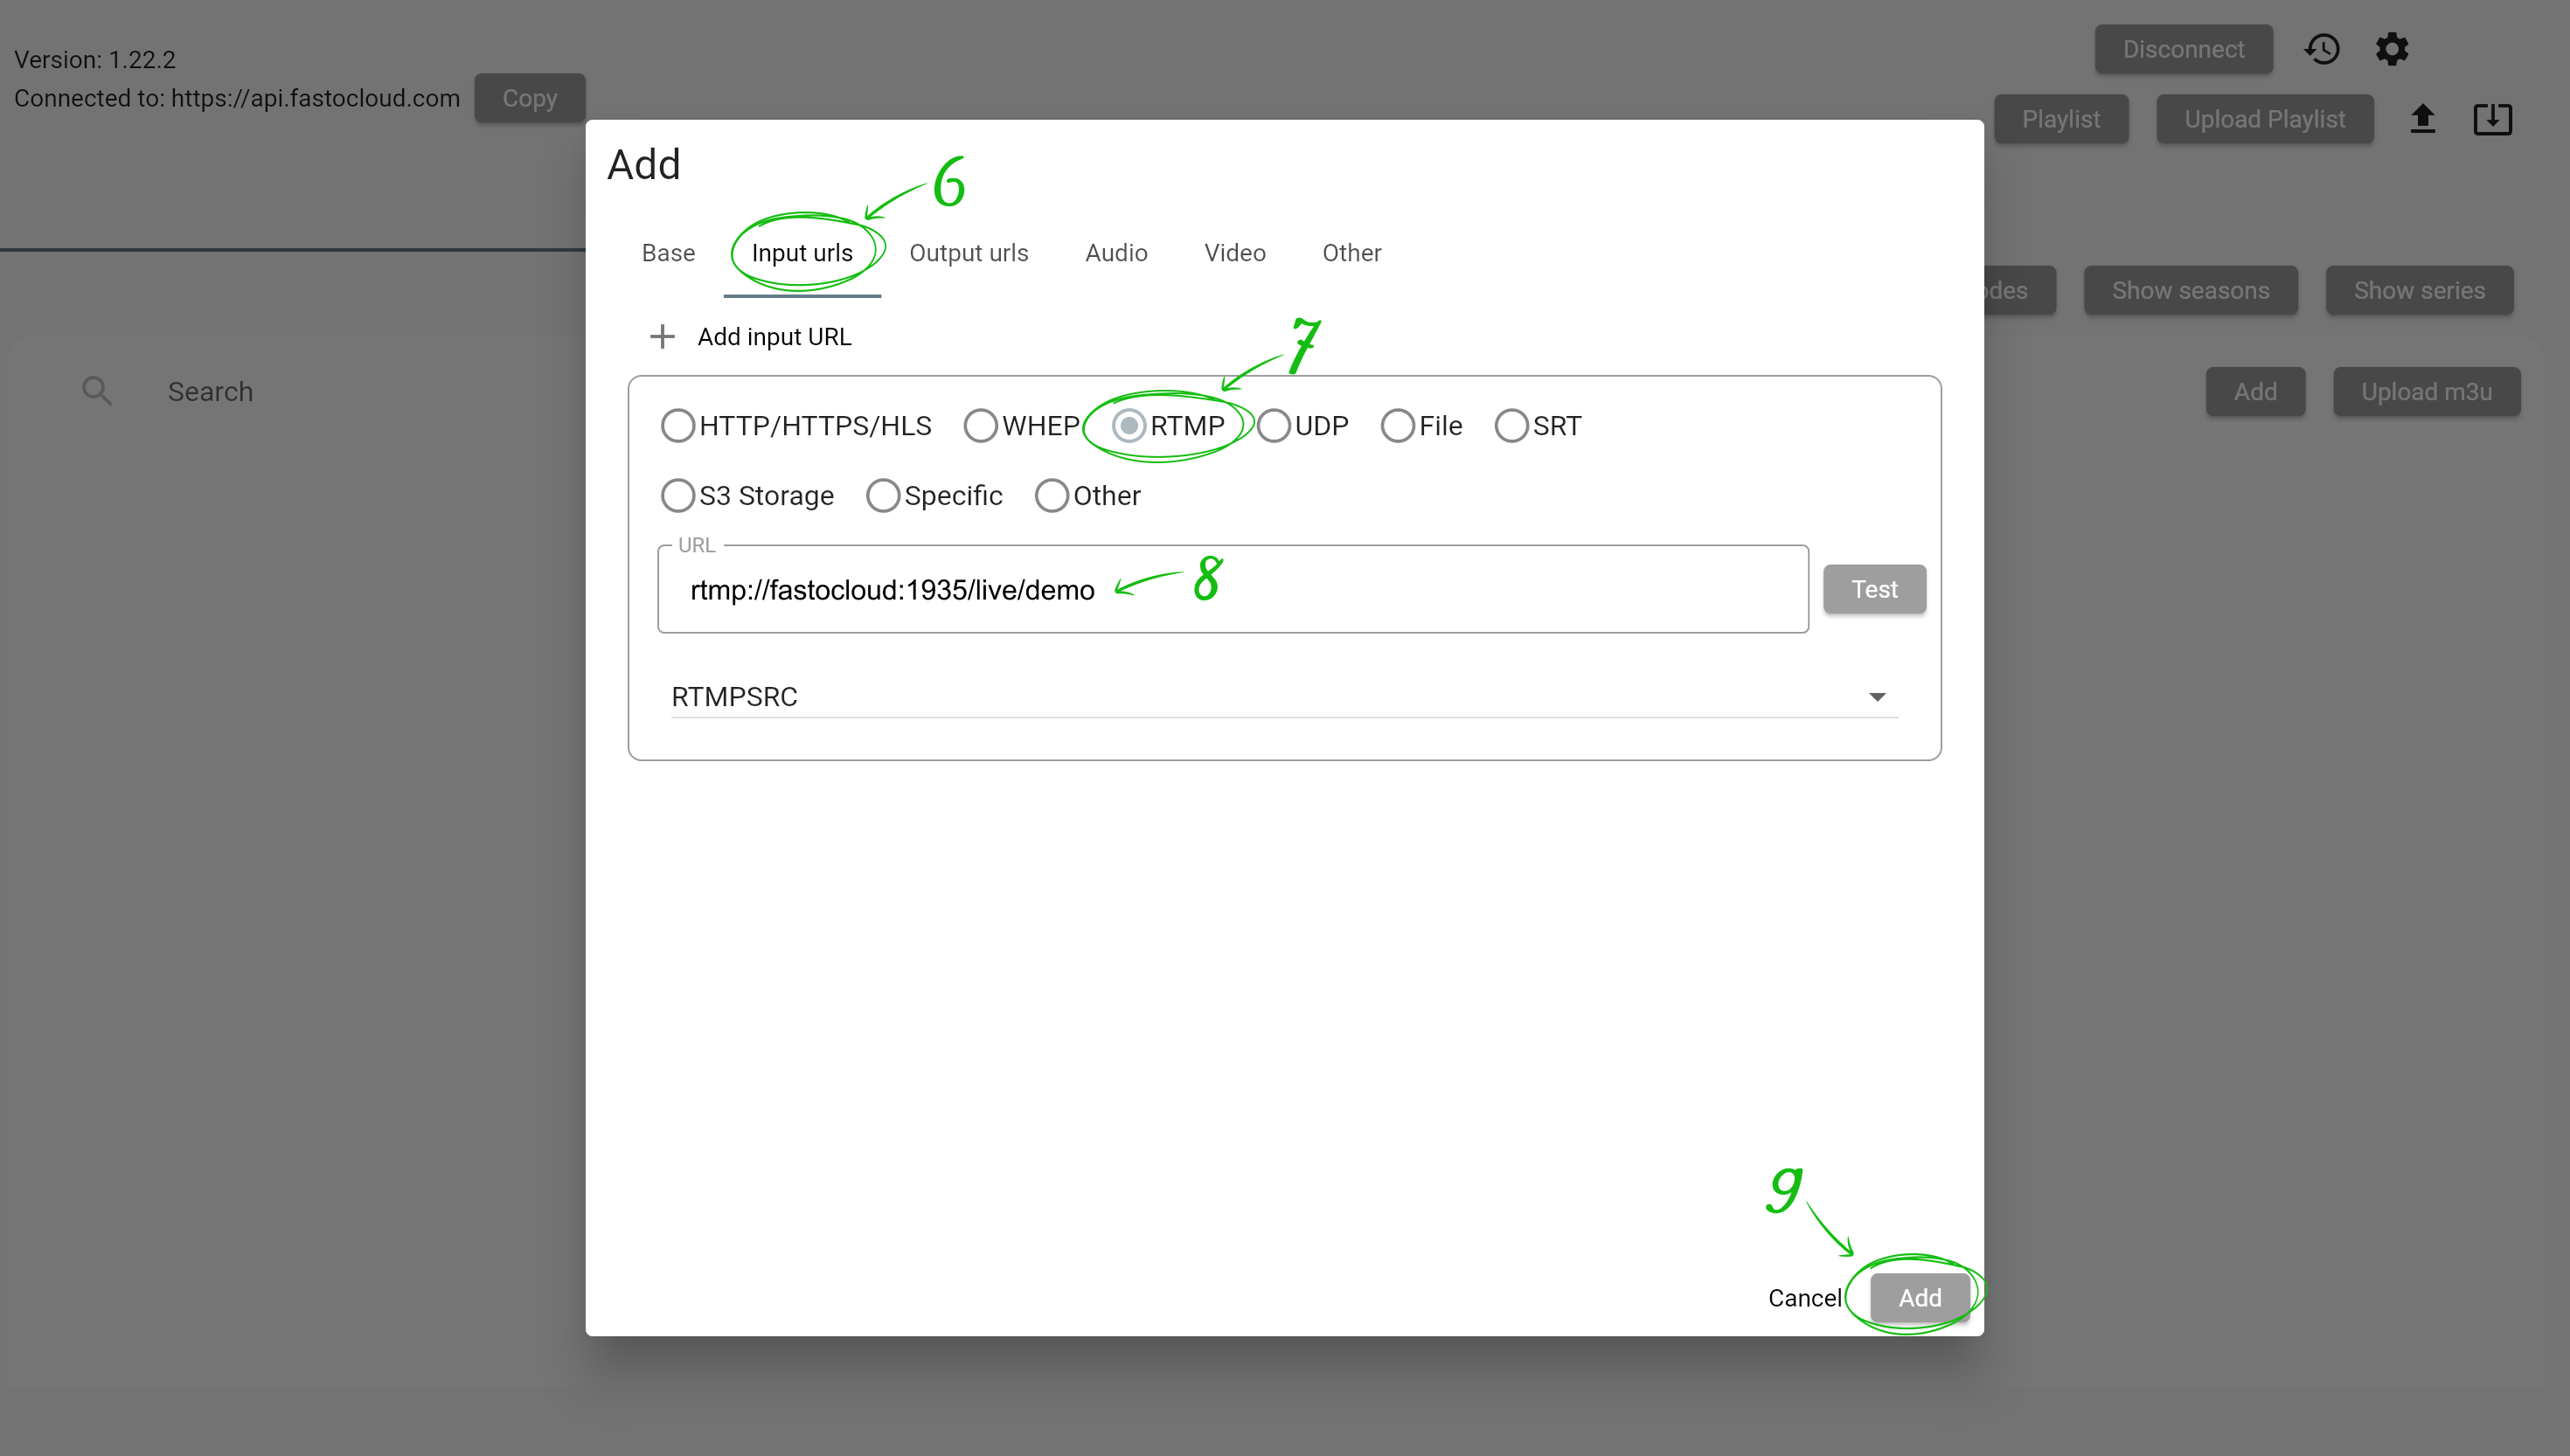 Version: 1.22.2
Connected to: https://api.fastocloud.com Copy
Disconnect
Playlist Upload Playlist
odes Show seasons Show series
Search
Add Upload m3u
Add
6
Base Input urls Output urls Audio Video Other
Add input URL
7
HTTP/HTTPS/HLS WHEP RTMP UDP File SRT
S3 Storage Specific Other
URL
rtmp://fastocloud:1935/live/demo 8 Test
RTMPSRC
9
Cancel Add